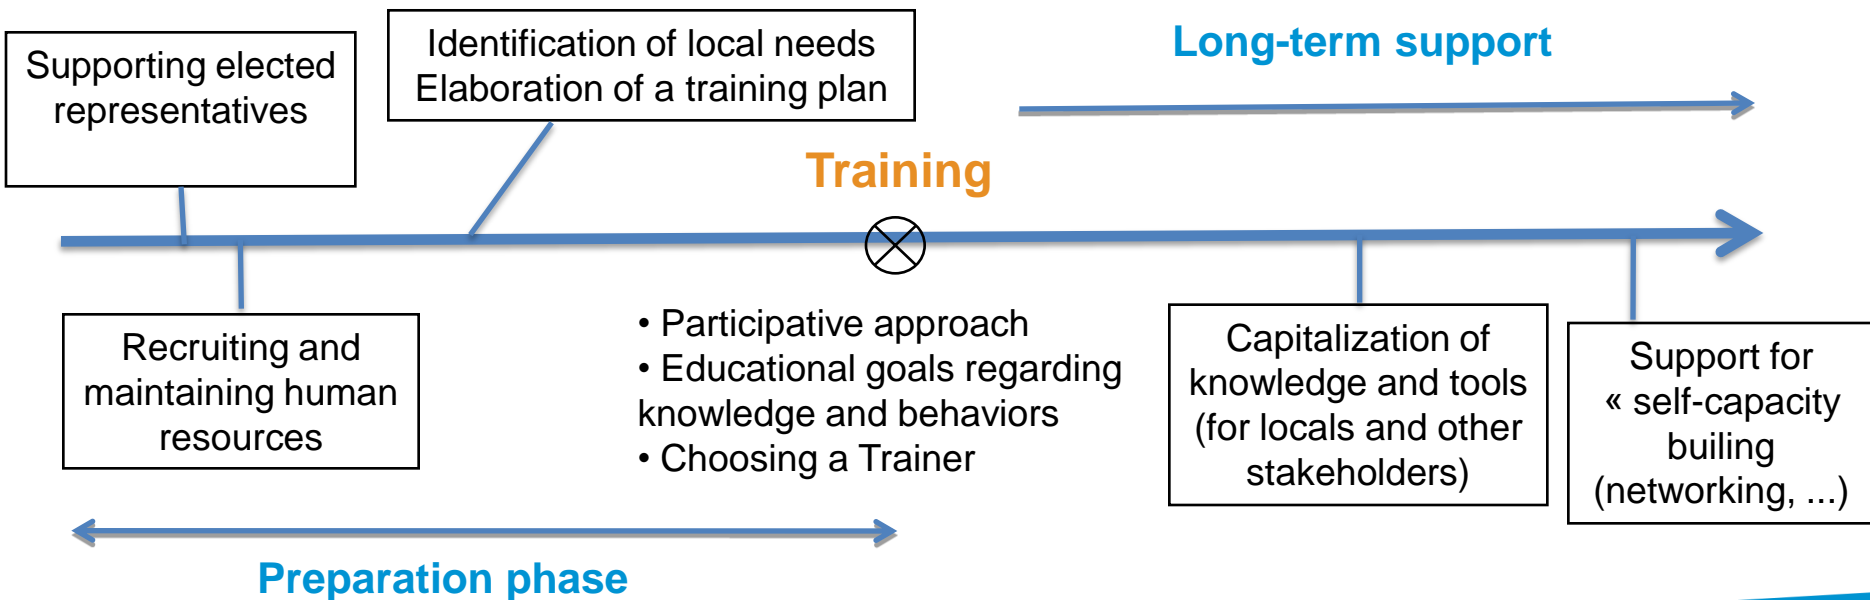 Supporting elected
representatives
Identification of local needs
Elaboration of a training plan
Long-term support
Training
Recruiting and
maintaining human
resources
• Participative approach
• Educational goals regarding
knowledge and behaviors
• Choosing a Trainer
Capitalization of
knowledge and tools
(for locals and other
stakeholders)
Support for
« self-capacity
builing
(networking, ...)
Preparation phase